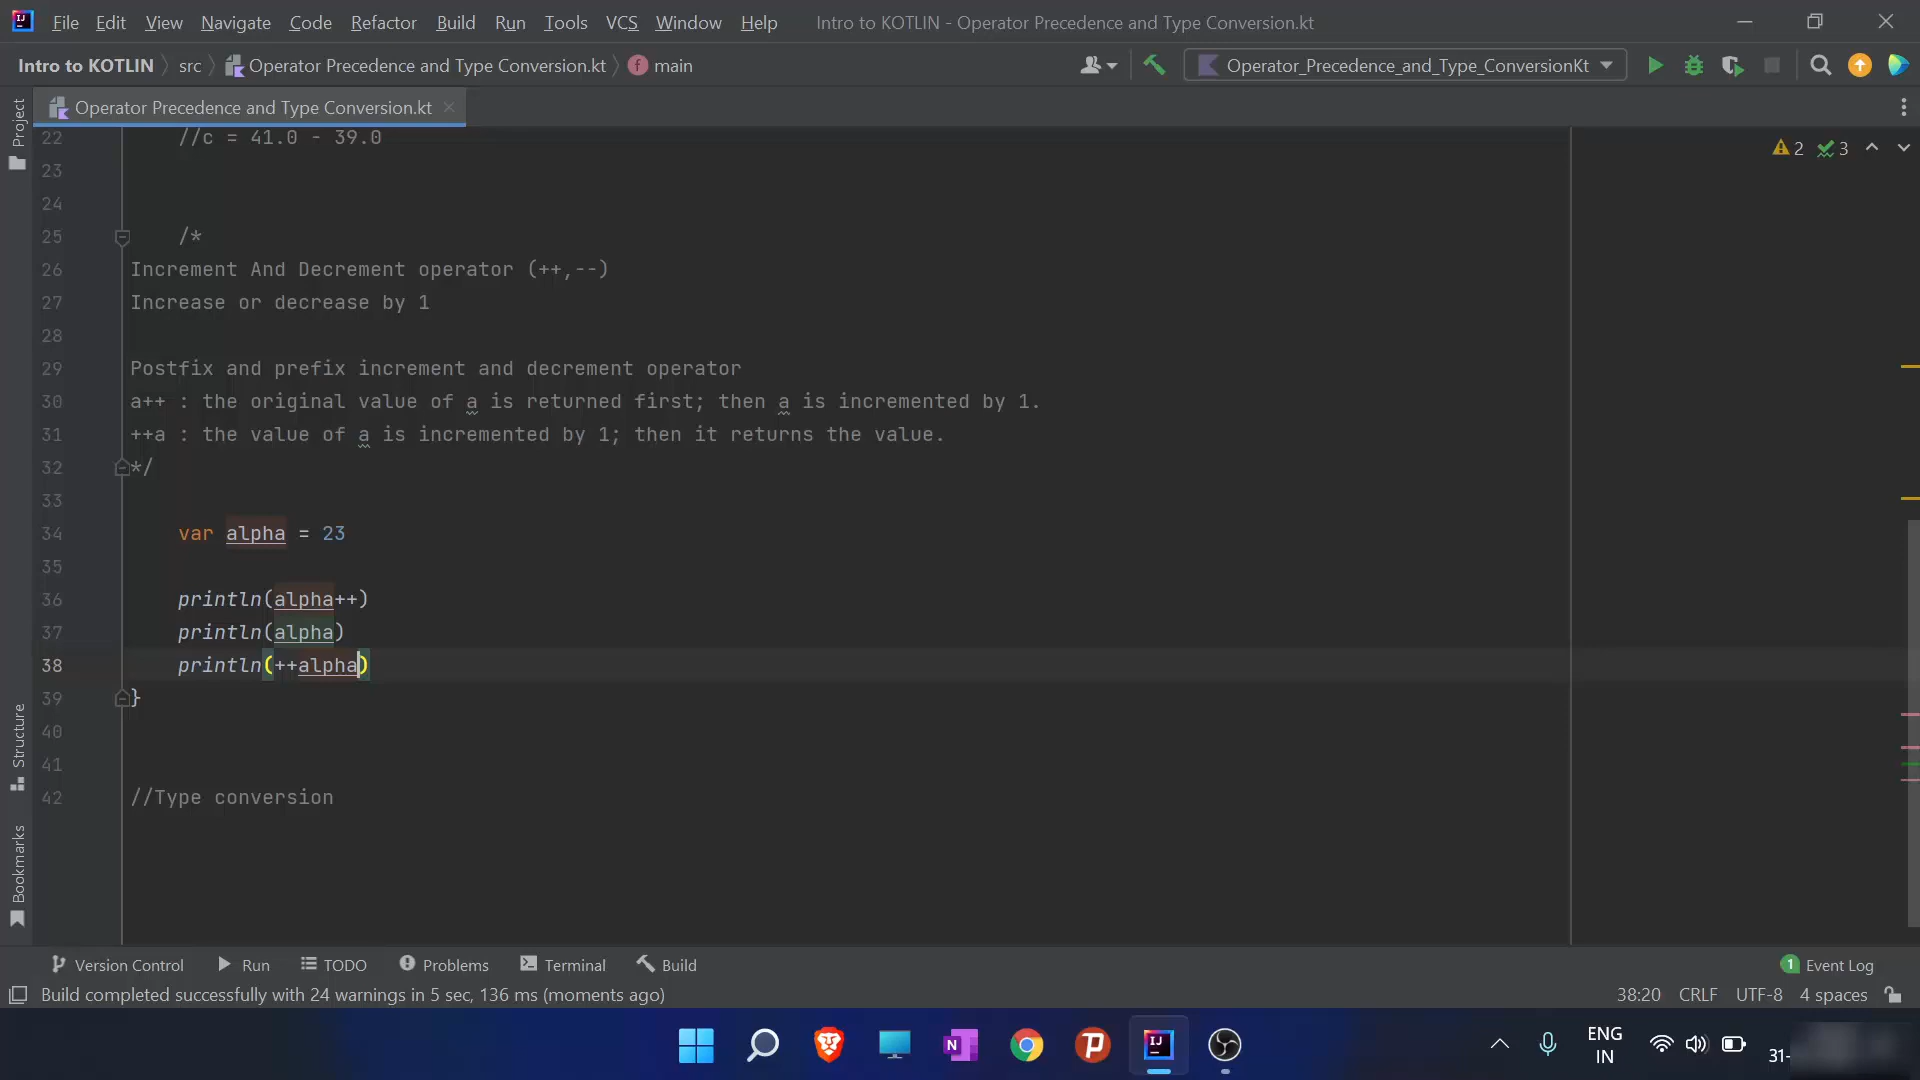 File Edit View Navigate Code Refactor Build Run Tools VCS Window Help Intro to KOTLIN - Operator Precedence and Type Conversion.kt
Intro to KOTLIN src Operator Precedence and Type Conversion.kt f main Operator_Precedence_and_Type_ConversionKt
Project
Operator Precedence and Type Conversion.kt
2 3
22 //c = 41.0 - 39.0
23
24
25 /*
26 Increment And Decrement operator (++,--)
27 Increase or decrease by 1
28
29 Postfix and prefix increment and decrement operator
30 a++ : the original value of a is returned first; then a is incremented by 1.
31 ++a : the value of a is incremented by 1; then it returns the value.
32 */
33
34 var alpha = 23
35
36 println(alpha++)
37 println(alpha)
38 println(++alpha)
39 }
40
41
42 //Type conversion
Structure
Bookmarks
Version Control Run TODO Problems Terminal Build 1 Event Log
Build completed successfully with 24 warnings in 5 sec, 136 ms (moments ago) 38:20 CRLF UTF-8 4 spaces
ENG
IN
31-